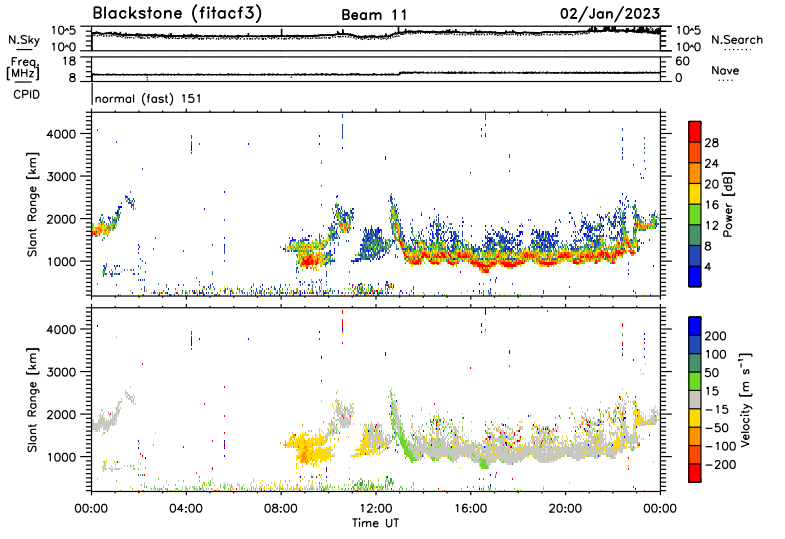 Blackstone (fitacf3) Beam 11 02/Jan/2023
N.Sky 10^5 10^0 10^5 10^0 N.Search
Freq. [MHz] 18 8 60 0 Nave
CPID normal (fast) 151
Slant Range [km] 4000 3000 2000 1000
28 24 20 16 12 8 4 Power [dB]
Slant Range [km] 4000 3000 2000 1000
200 100 50 15 -15 -50 -100 -200 Velocity [m s^-1]
00:00 04:00 08:00 12:00 16:00 20:00 00:00
Time UT